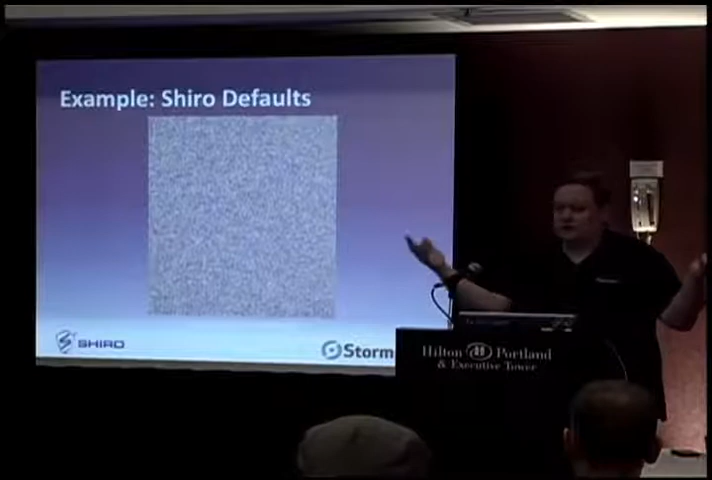 Example: Shiro Defaults
SHIRO
Storm
Hilton H Portland
& Executive Tower